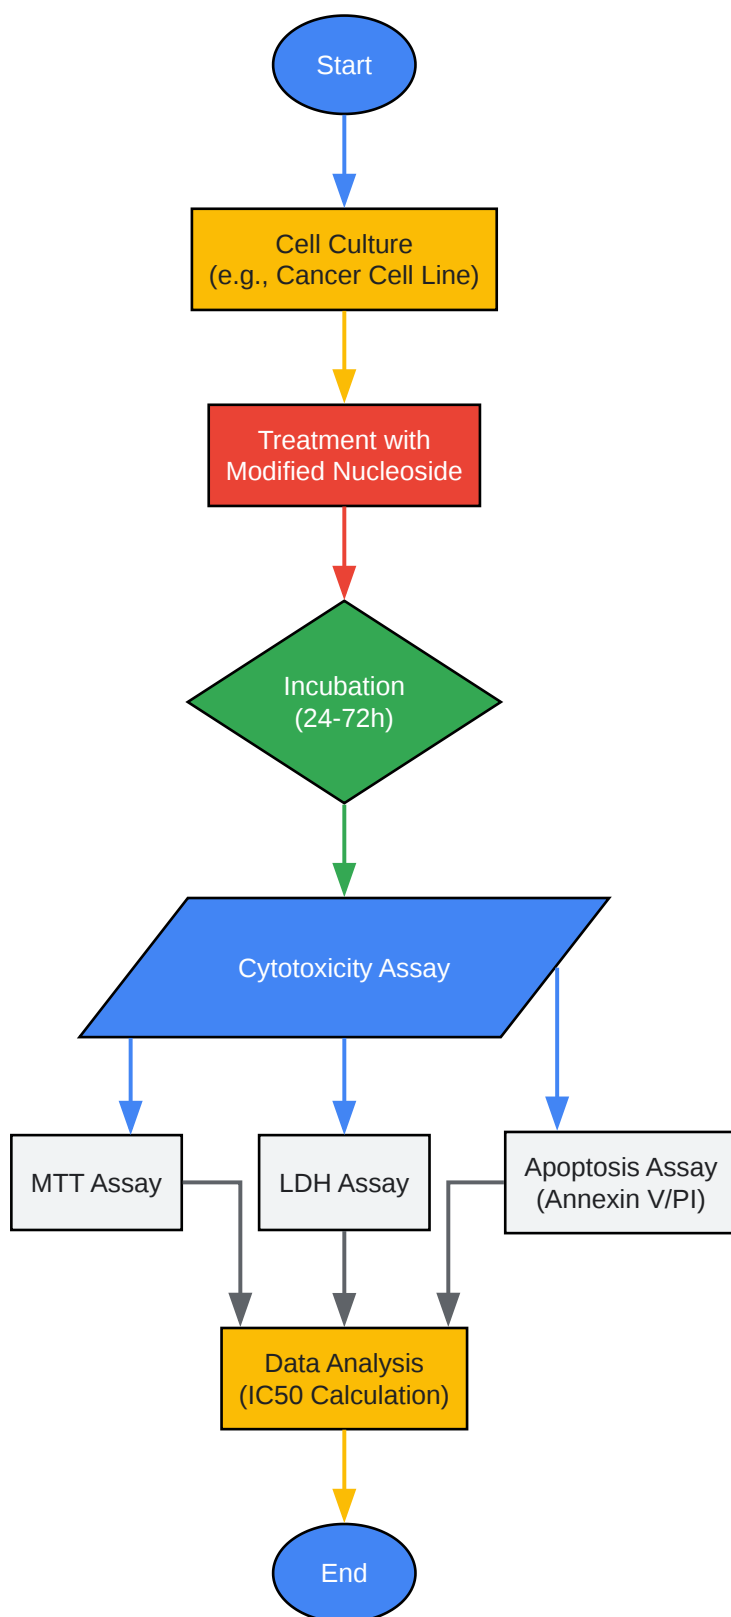 Start
Cell Culture
(e.g., Cancer Cell Line)
Treatment with
Modified Nucleoside
Incubation
(24-72h)
Cytotoxicity Assay
MTT Assay
LDH Assay
Apoptosis Assay
(Annexin V/PI)
Data Analysis
(IC50 Calculation)
End